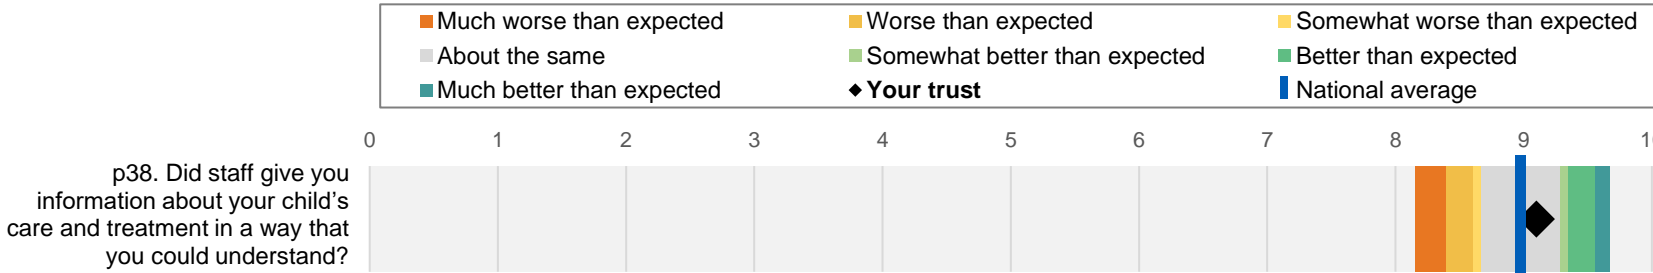 Much worse than expected
Worse than expected
Somewhat worse than expected
About the same
Somewhat better than expected
Better than expected
Much better than expected
Your trust
National average
0 1 2 3 4 5 6 7 8 9
p38. Did staff give you
information about your child’s
care and treatment in a way that
you could understand?